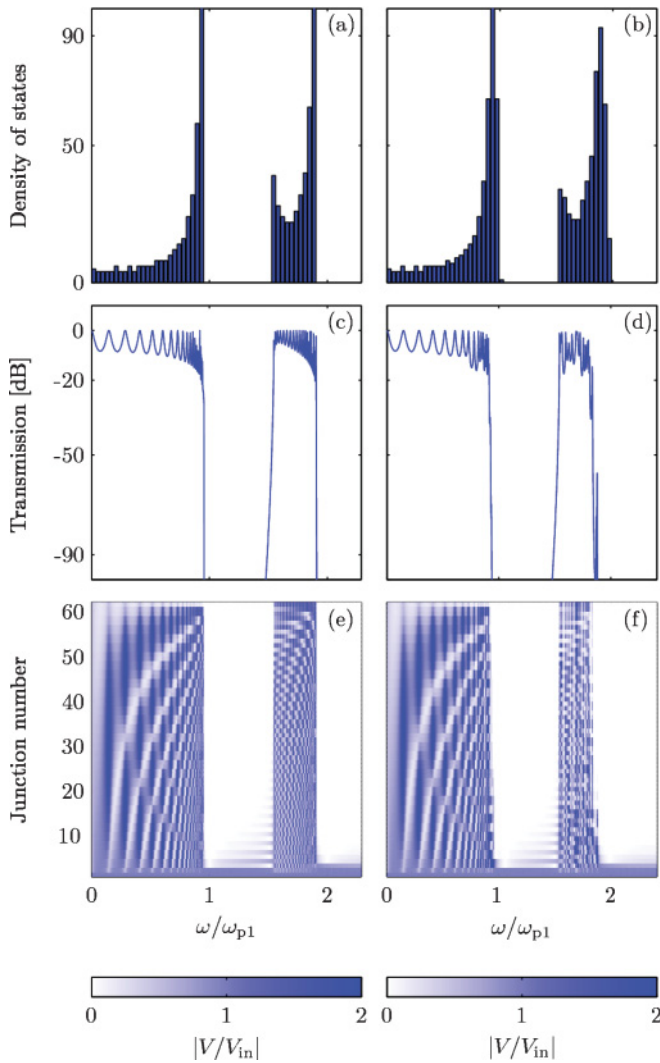 (a) (b)
90
50
0
Density of states
(c) (d)
0
-20
-50
-90
Transmission [dB]
(e) (f)
60
50
40
30
20
10
Junction number
0 1 2 0 1 2
ω/ωp1 ω/ωp1
0 1 2 0 1 2
|V/Vin| |V/Vin|